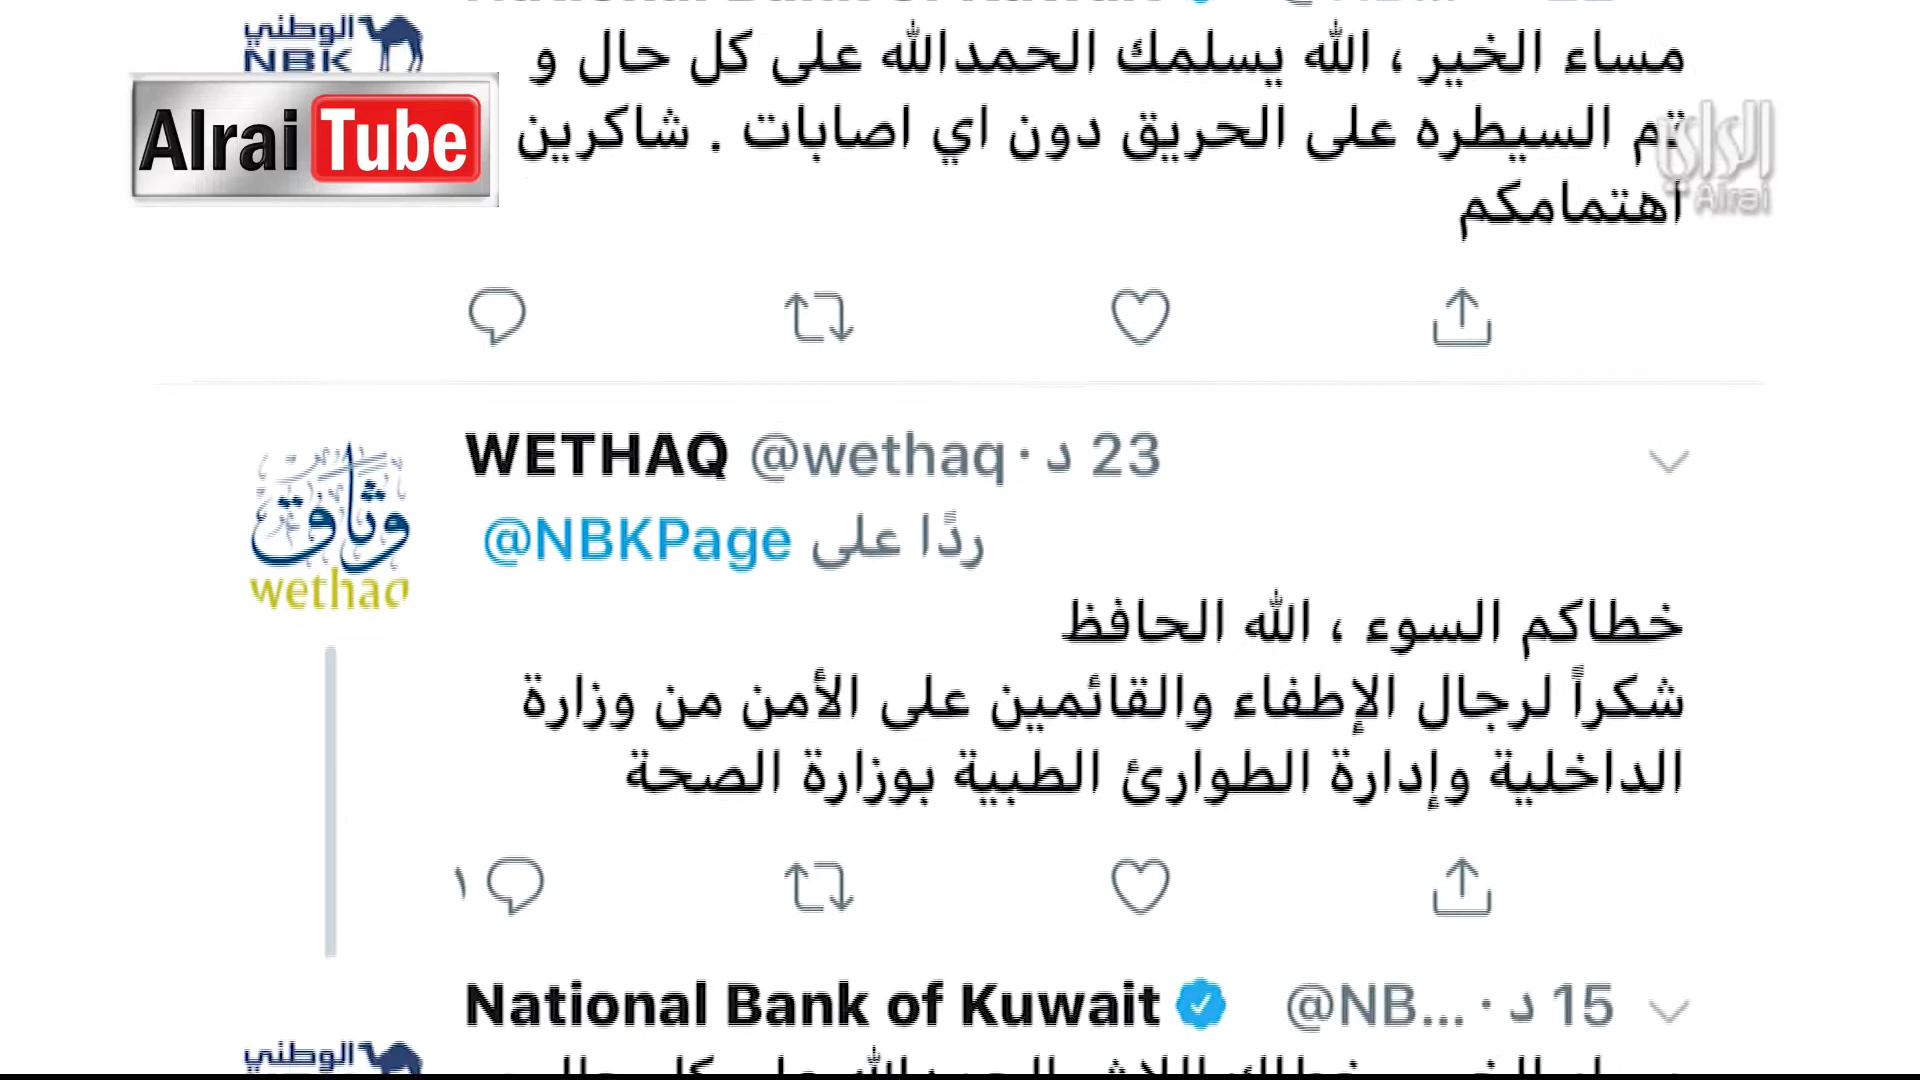 الوطني
NBK
Alrai Tube
مساء الخير ، الله يسلمك الحمدالله على كل حال و
تم السيطره على الحريق دون اي اصابات . شاكرين
اهتمامكم
الراي
Alrai
WETHAQ @wethaq · 23 د
ردًا على @NBKPage
وثاق
wethaq
خطاكم السوء ، الله الحافظ
شكراً لرجال الإطفاء والقائمين على الأمن من وزارة
الداخلية وإدارة الطوارئ الطبية بوزارة الصحة
١
National Bank of Kuwait @NB... · 15 د
الوطني